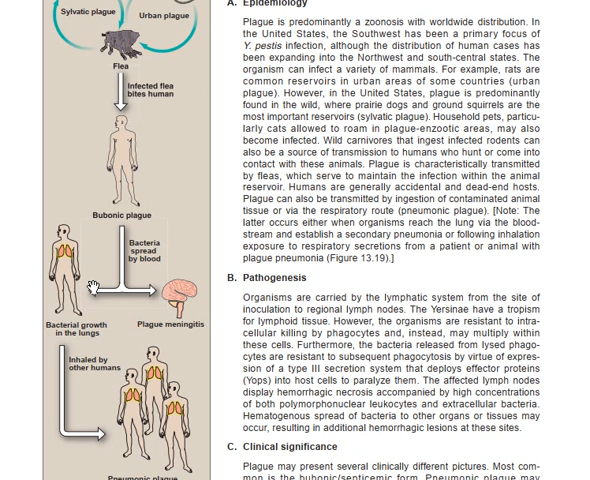 Sylvatic plague
Urban plague
Flea
Infected flea
bites human
Bubonic plague
Bacteria
spread
by blood
Bacterial growth
in the lungs
Plague meningitis
Inhaled by
other humans
Pneumonic plague
A. Epidemiology
Plague is predominantly a zoonosis with worldwide distribution. In
the United States, the Southwest has been a primary focus of
Y. pestis infection, although the distribution of human cases has
been expanding into the Northwest and south-central states. The
organism can infect a variety of mammals. For example, rats are
common reservoirs in urban areas of some countries (urban
plague). However, in the United States, plague is predominantly
found in the wild, where prairie dogs and ground squirrels are the
most important reservoirs (sylvatic plague). Household pets, particu-
larly cats allowed to roam in plague-enzootic areas, may also
become infected. Wild carnivores that ingest infected rodents can
also be a source of transmission to humans who hunt or come into
contact with these animals. Plague is characteristically transmitted
by fleas, which serve to maintain the infection within the animal
reservoir. Humans are generally accidental and dead-end hosts.
Plague can also be transmitted by ingestion of contaminated animal
tissue or via the respiratory route (pneumonic plague). [Note: The
latter occurs either when organisms reach the lung via the blood-
stream and establish a secondary pneumonia or following inhalation
exposure to respiratory secretions from a patient or animal with
plague pneumonia (Figure 13.19).]
B. Pathogenesis
Organisms are carried by the lymphatic system from the site of
inoculation to regional lymph nodes. The Yersinae have a tropism
for lymphoid tissue. However, the organisms are resistant to intra-
cellular killing by phagocytes and, instead, may multiply within
these cells. Furthermore, the bacteria released from lysed phago-
cytes are resistant to subsequent phagocytosis by virtue of expres-
sion of a type III secretion system that deploys effector proteins
(Yops) into host cells to paralyze them. The affected lymph nodes
display hemorrhagic necrosis accompanied by high concentrations
of both polymorphonuclear leukocytes and extracellular bacteria.
Hematogenous spread of bacteria to other organs or tissues may
occur, resulting in additional hemorrhagic lesions at these sites.
C. Clinical significance
Plague may present several clinically different pictures. Most com-
mon is the bubonic/septicemic form. Pneumonic plague may